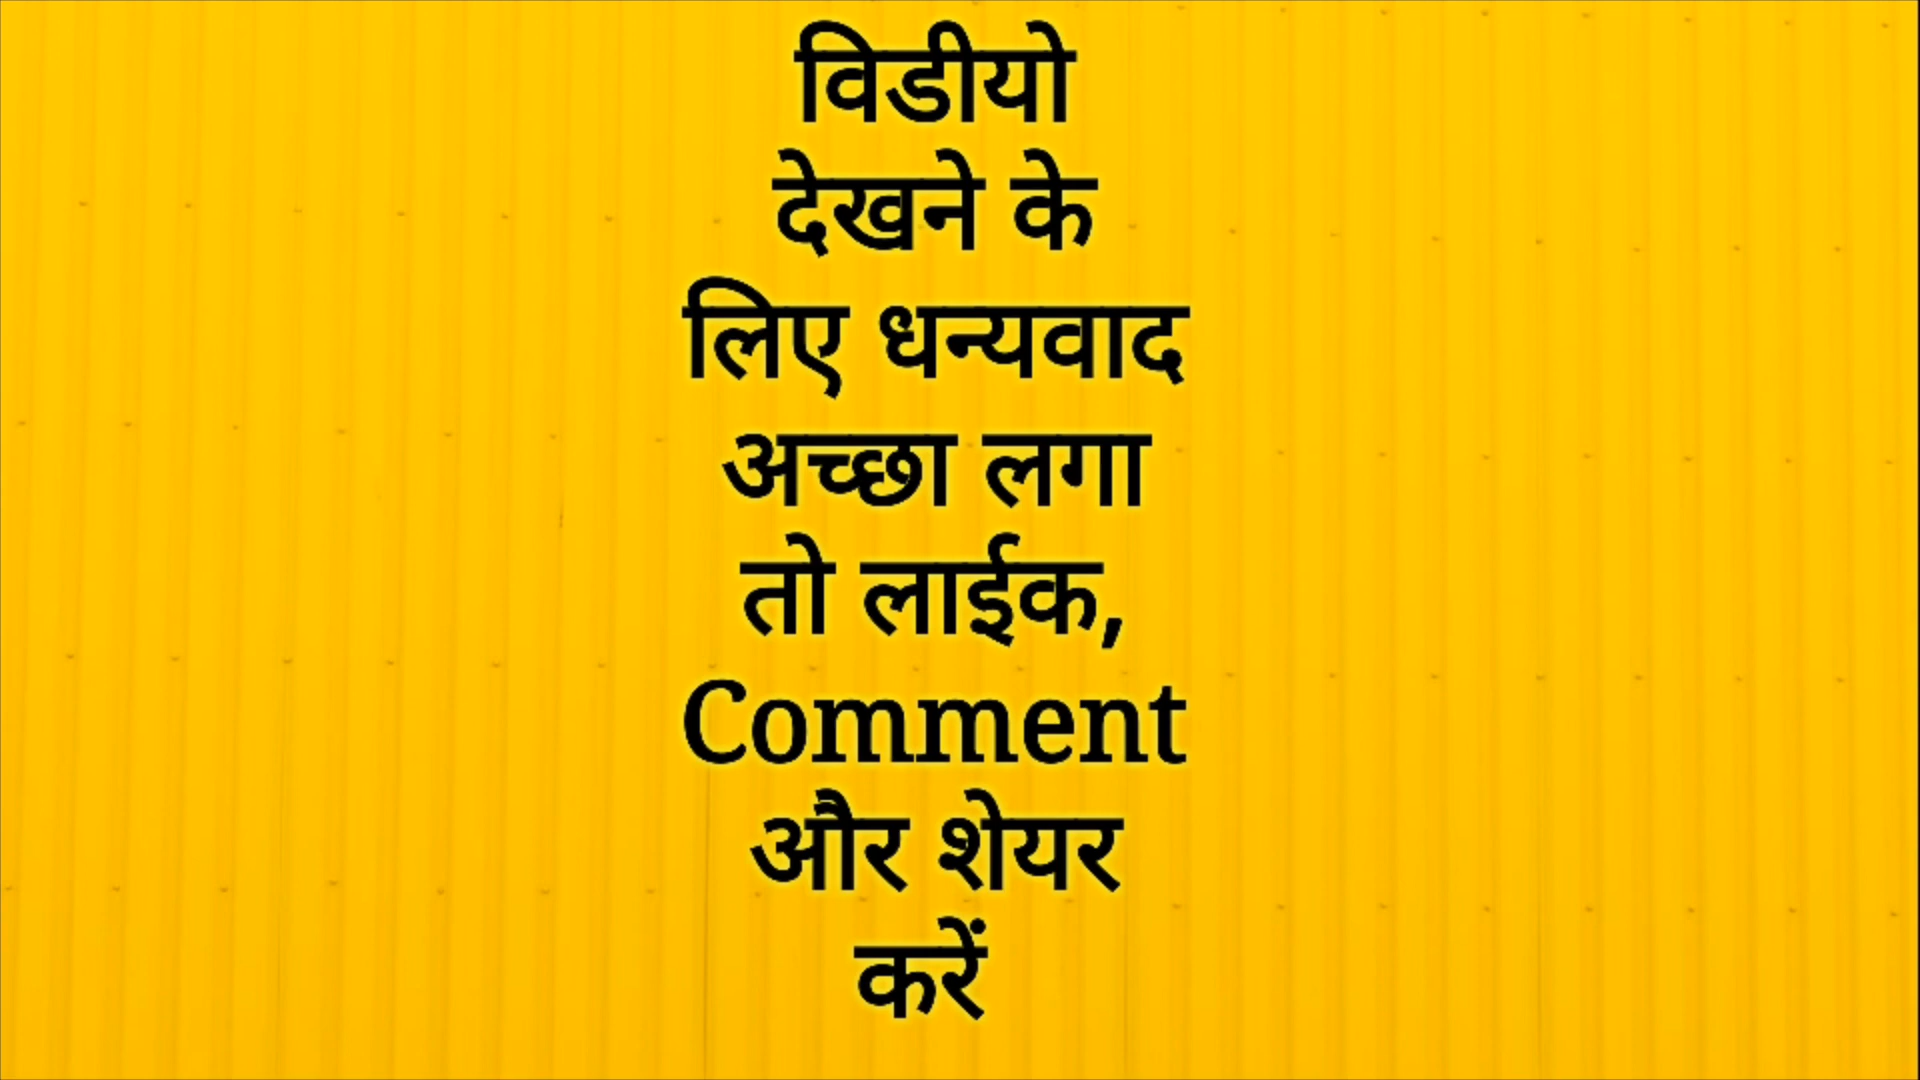 विडीयो
देखने के
लिए धन्यवाद
अच्छा लगा
तो लाईक,
Comment
और शेयर
करें